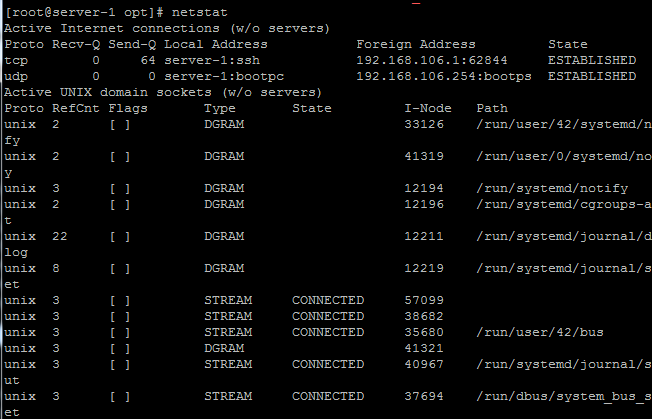 [root@server-1 opt]# netstat
Active Internet connections (w/o servers)
Proto Recv-Q Send-Q Local Address           Foreign Address         State
tcp        0     64 server-1:ssh            192.168.106.1:62844     ESTABLISHED
udp        0      0 server-1:bootpc         192.168.106.254:bootps  ESTABLISHED
Active UNIX domain sockets (w/o servers)
Proto RefCnt Flags       Type       State         I-Node   Path
unix  2      [ ]         DGRAM                    33126    /run/user/42/systemd/n
fy
unix  2      [ ]         DGRAM                    41319    /run/user/0/systemd/no
y
unix  3      [ ]         DGRAM                    12194    /run/systemd/notify
unix  2      [ ]         DGRAM                    12196    /run/systemd/cgroups-a
t
unix  22     [ ]         DGRAM                    12211    /run/systemd/journal/d
log
unix  8      [ ]         DGRAM                    12219    /run/systemd/journal/s
et
unix  3      [ ]         STREAM     CONNECTED     57099
unix  3      [ ]         STREAM     CONNECTED     38682
unix  3      [ ]         STREAM     CONNECTED     35680    /run/user/42/bus
unix  3      [ ]         DGRAM                    41321
unix  3      [ ]         STREAM     CONNECTED     40967    /run/systemd/journal/s
ut
unix  3      [ ]         STREAM     CONNECTED     37694    /run/dbus/system_bus_s
et